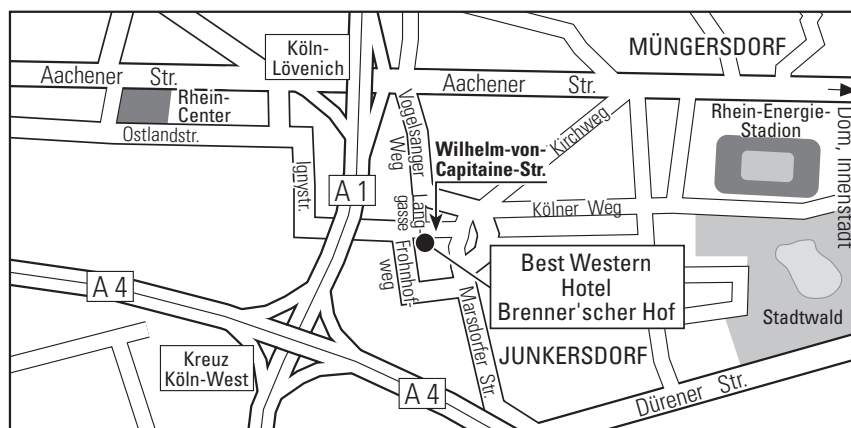 Köln-
Lövenich
MÜNGERSDORF
Aachener Str.
Aachener Str.
Rhein-
Center
Ostlandstr.
Vogelsanger
Weg
Kirchweg
Rhein-Energie-
Stadion
Dom, Innenstadt
Wilhelm-von-
Capitaine-Str.
Ignystr.
A 1
Lang-
gasse
Kölner Weg
Frohnhof-
weg
Best Western
Hotel
Brenner'scher Hof
A 4
Marsdorfer Str.
Stadtwald
Kreuz
Köln-West
JUNKERSDORF
A 4
Dürener Str.